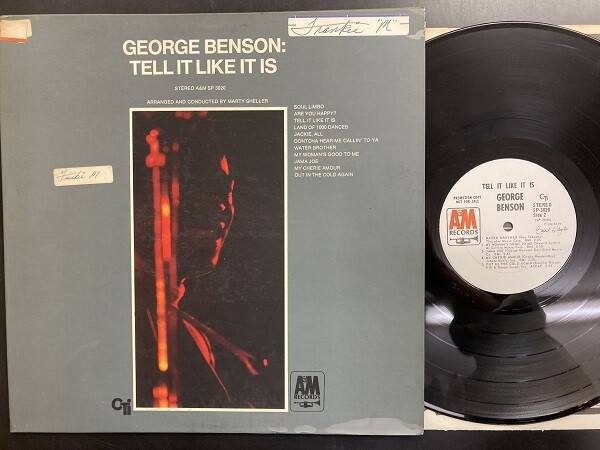 Frankie "M"
GEORGE BENSON:
TELL IT LIKE IT IS
STEREO A&M SP 3020
ARRANGED AND CONDUCTED BY MARTY SHELLER
SOUL LIMBO
ARE YOU HAPPY?
TELL IT LIKE IT IS
LAND OF 1000 DANCES
JACKIE, ALL
DONTCHA HEAR ME CALLIN' TO YA
WATER BROTHER
MY WOMAN'S GOOD TO ME
JAMA JOE
MY CHERIE AMOUR
OUT IN THE COLD AGAIN
Frankie M.
CTi
A&M
RECORDS
TELL IT LIKE IT IS
GEORGE
BENSON
PROMOTION COPY
NOT FOR SALE
CTi
STEREO
SP-3020
Side 2
A&M
RECORDS